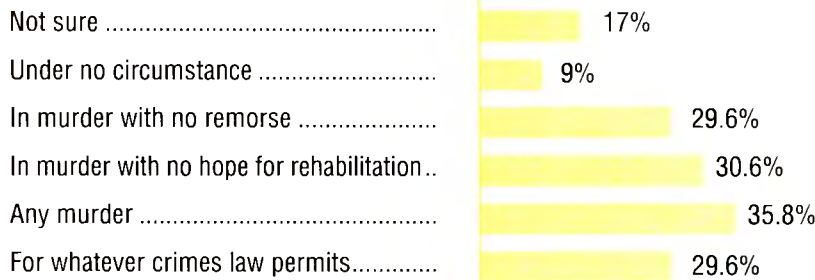 Not sure ................................................ 17%
Under no circumstance .......................... 9%
In murder with no remorse .................... 29.6%
In murder with no hope for rehabilitation.. 30.6%
Any murder ........................................... 35.8%
For whatever crimes law permits............. 29.6%